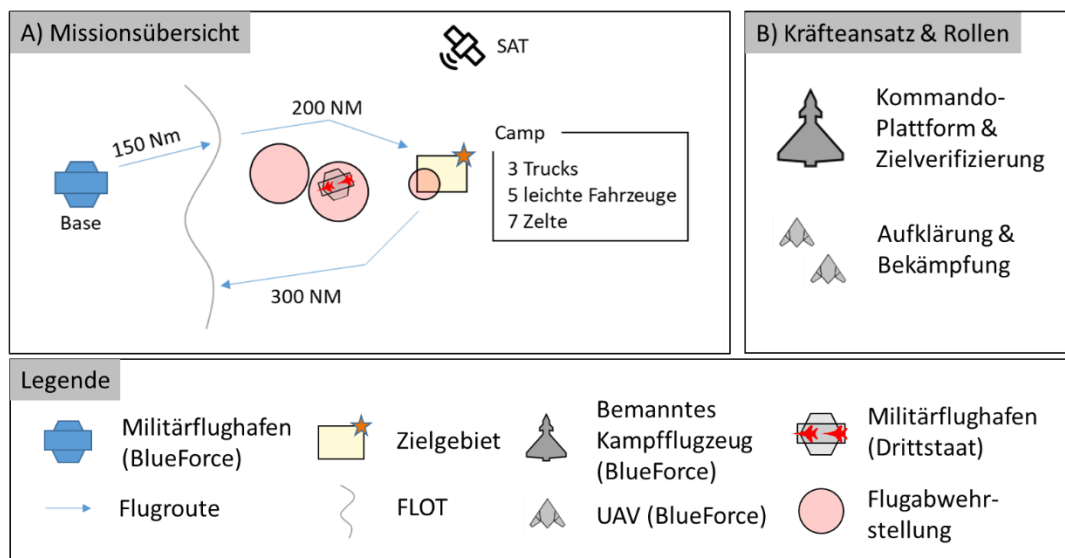 A) Missionsübersicht
SAT
200 NM
150 Nm
Camp
3 Trucks
5 leichte Fahrzeuge
7 Zelte
Base
300 NM
B) Kräfteansatz & Rollen
Kommando-
Plattform &
Zielverifizierung
Aufklärung &
Bekämpfung
Legende
Militärflughafen
(BlueForce)
Zielgebiet
Bemanntes
Kampfflugzeug
(BlueForce)
Militärflughafen
(Drittstaat)
Flugroute
FLOT
UAV (BlueForce)
Flugabwehr-
stellung